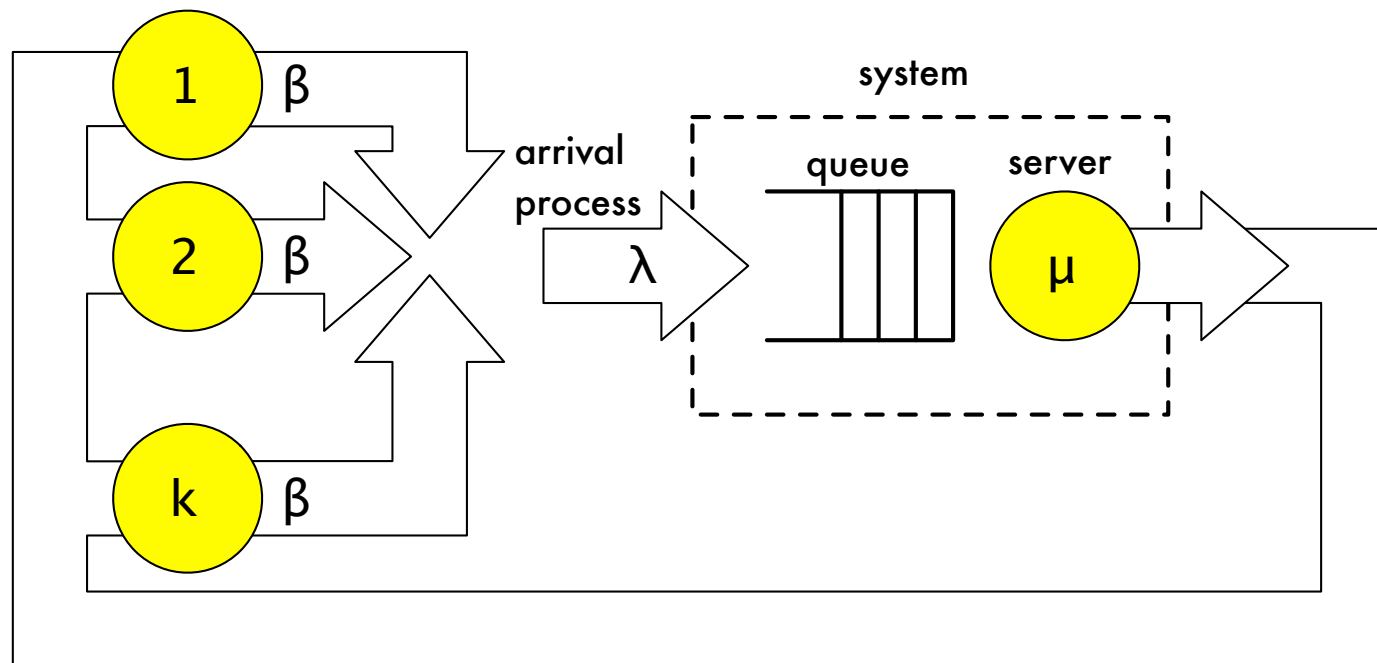 1
β
system
arrival
process
queue
server
2
β
λ
μ
k
β